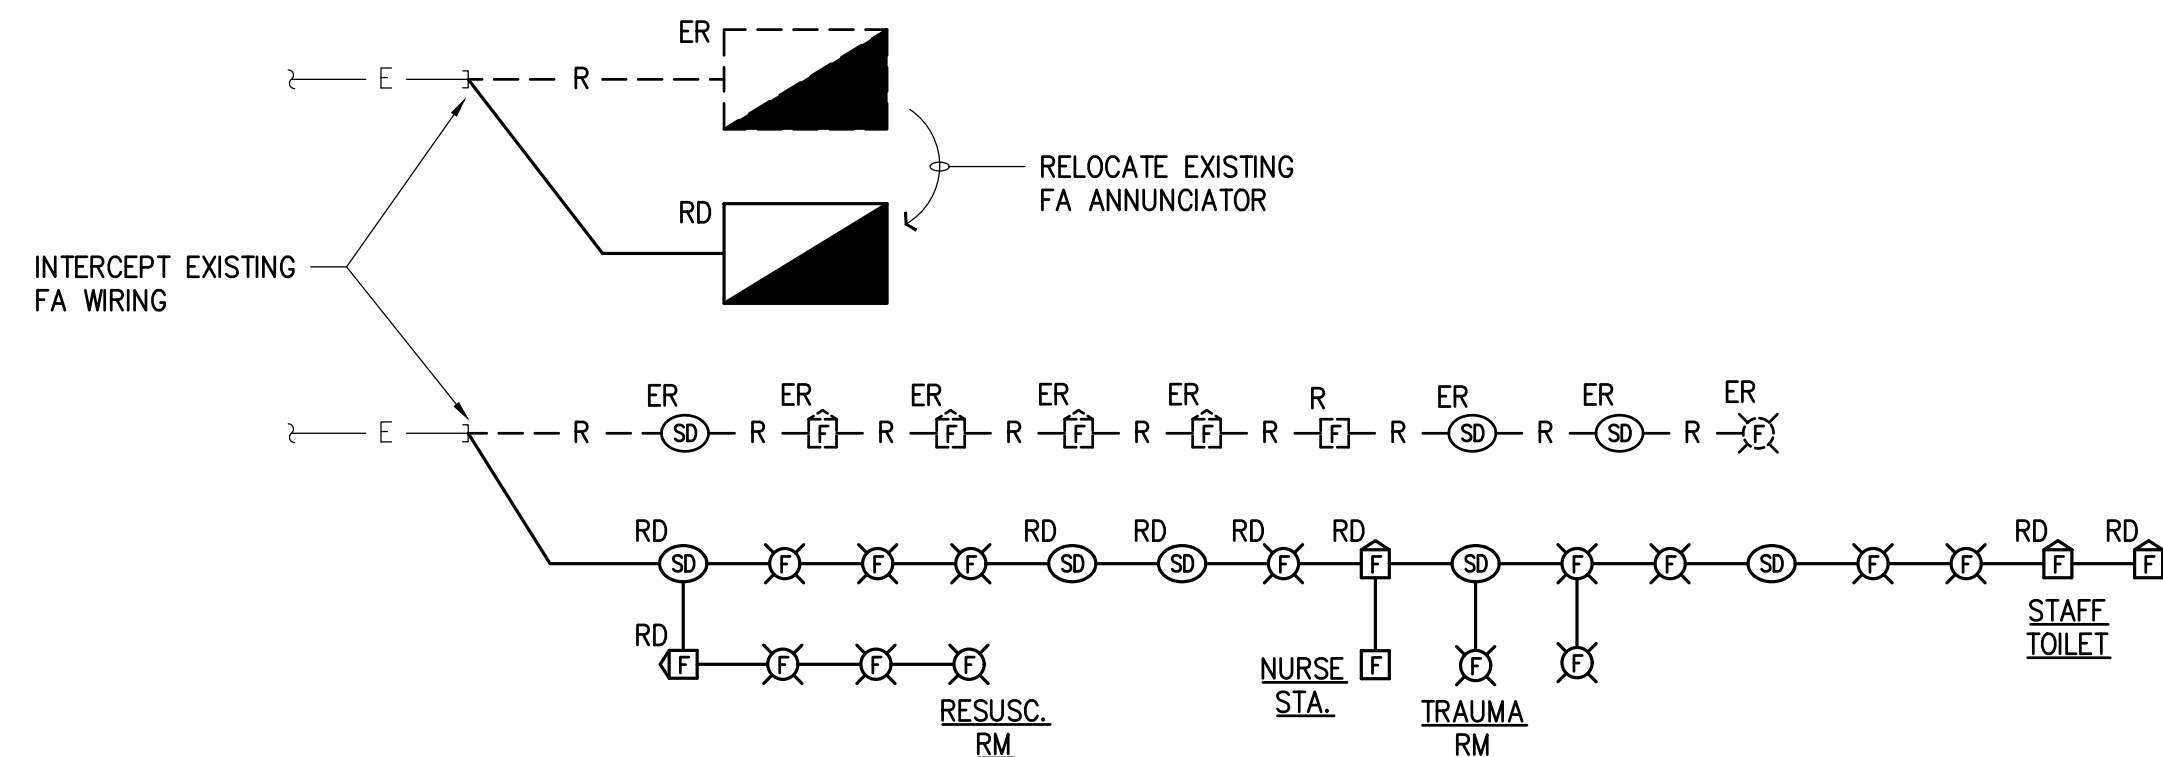 ER
E R
RELOCATE EXISTING
FA ANNUNCIATOR
RD
INTERCEPT EXISTING
FA WIRING
ER ER ER ER ER R ER ER ER
E R SD R F R F R F R F R F R SD R SD R F
RD RD RD RD RD RD RD
SD F F F SD SD F F SD F F SD F F F F
STAFF
TOILET
RD
F F F F F F F
NURSE
STA.
RESUSC.
RM
TRAUMA
RM